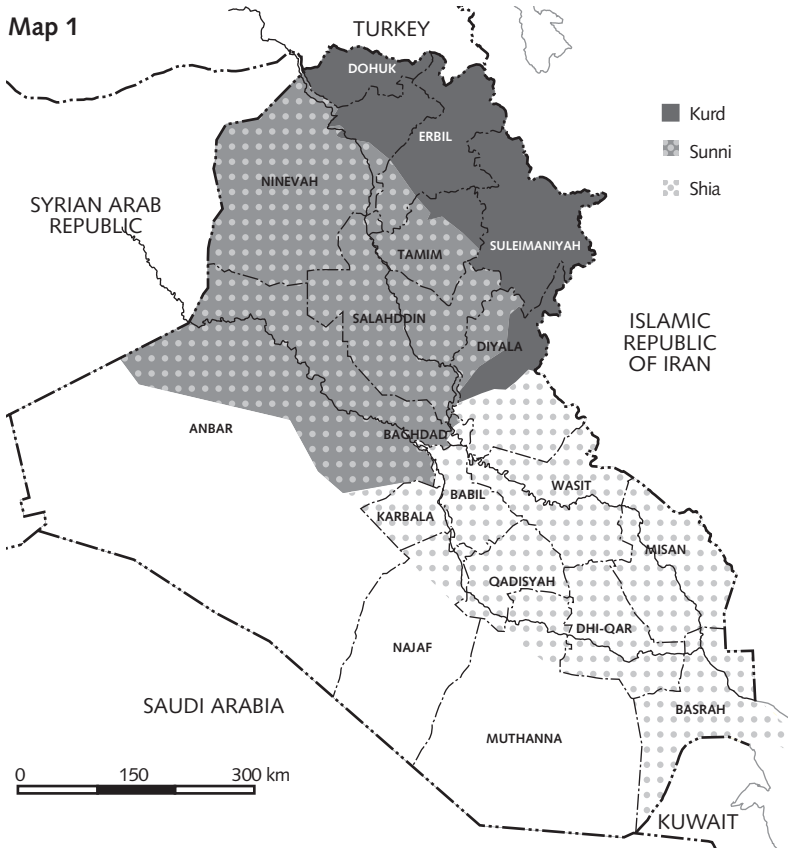 Map 1
TURKEY
DOHUK
Kurd
ERBIL
Sunni
NINEVAH
Shia
SYRIAN ARAB
REPUBLIC
SULEIMANIYAH
TAMIM
SALAHDDIN
ISLAMIC
REPUBLIC
OF IRAN
DIYALA
ANBAR
BAGHDAD
WASIT
BABIL
KARBALA
MISAN
QADISYAH
DHI-QAR
NAJAF
SAUDI ARABIA
BASRAH
MUTHANNA
0 150 300 km
KUWAIT